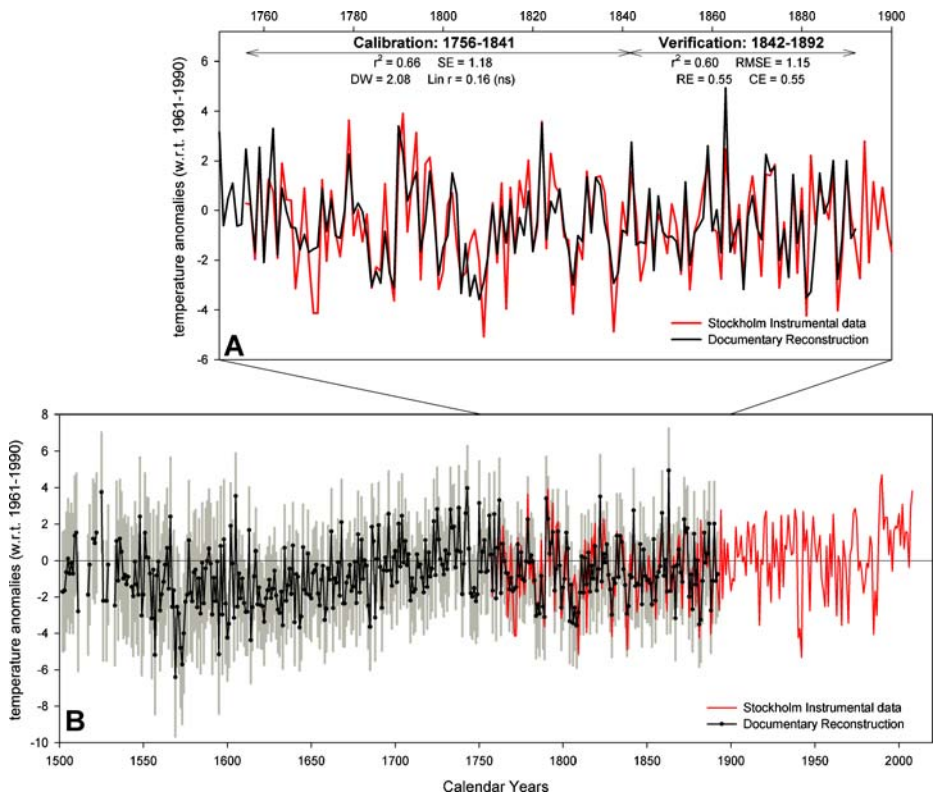 1760 1780 1800 1820 1840 1860 1880 1900
Calibration: 1756-1841 Verification: 1842-1892
r² = 0.66 SE = 1.18 r² = 0.60 RMSE = 1.15
DW = 2.08 Lin r = 0.16 (ns) RE = 0.55 CE = 0.55
temperature anomalies (w.r.t. 1961-1990)
6
4
2
0
-2
-4
-6
Stockholm Instrumental data
Documentary Reconstruction
A
temperature anomalies (w.r.t. 1961-1990)
8
6
4
2
0
-2
-4
-6
-8
-10
Stockholm Instrumental data
Documentary Reconstruction
B
1500 1550 1600 1650 1700 1750 1800 1850 1900 1950 2000
Calendar Years